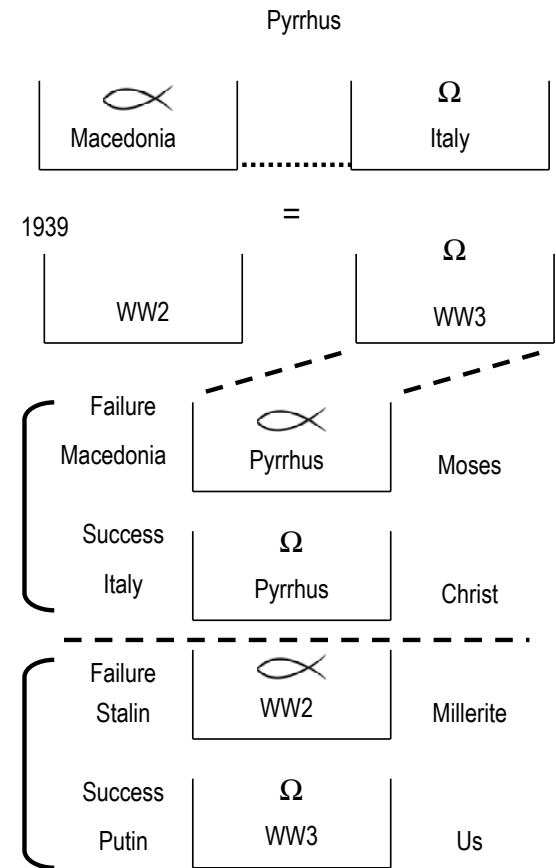 Pyrrhus
Ω
Macedonia Italy
=
1939
Ω
WW2 WW3
Failure
Macedonia Pyrrhus Moses
Success
Ω
Italy Pyrrhus Christ
Failure
Stalin WW2 Millerite
Success Ω
Putin WW3 Us